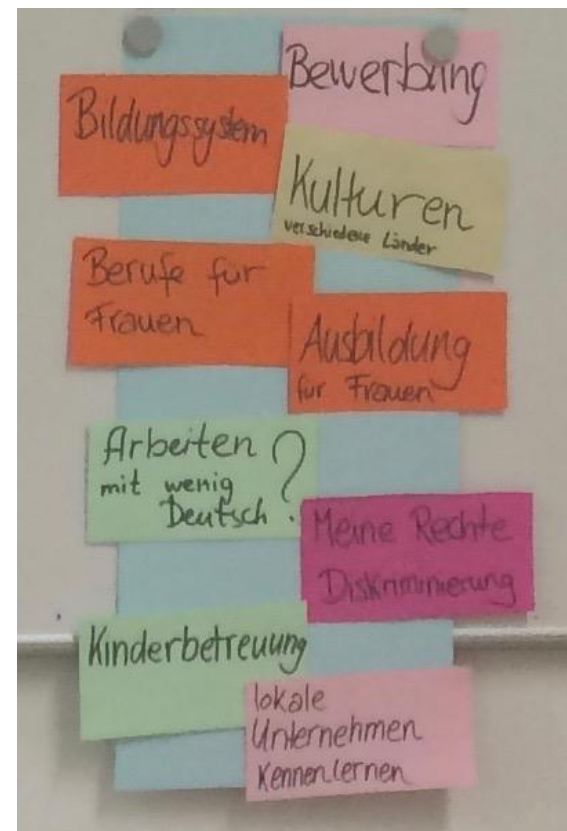 Bewerbung
Bildungssystem
Kulturen
verschiedene Länder
Berufe für
Frauen
Ausbildung
für Frauen
Arbeiten
mit wenig
Deutsch ?
Meine Rechte
Diskriminierung
Kinderbetreuung
lokale
Unternehmen
kennenlernen